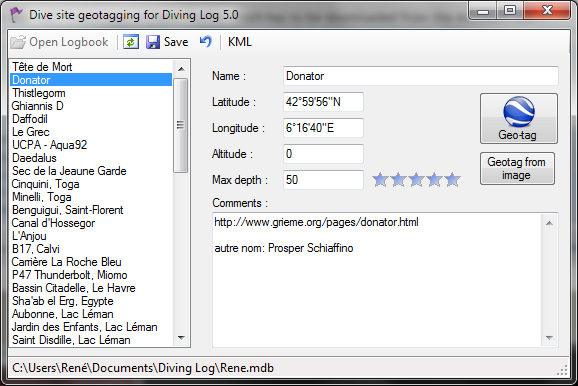 Dive site geotagging for Diving Log 5.0
Open Logbook
Save
KML
Tête de Mort
Donator
Thistlegorm
Ghiannis D
Daffodil
Le Grec
UCPA - Aqua92
Daedalus
Sec de la Jeaune Garde
Cinquini, Toga
Minelli, Toga
Benguigui, Saint-Florent
Canal d'Hossegor
L'Anjou
B17, Calvi
Carrière La Roche Bleu
P47 Thunderbolt, Miomo
Bassin Citadelle, Le Havre
Sha'ab el Erg, Egypte
Aubonne, Lac Léman
Jardin des Enfants, Lac Léman
Saint Disdille, Lac Léman
Name : Donator
Latitude : 42°59'56"N
Longitude : 6°16'40"E
Altitude : 0
Max depth : 50
Geo-tag
Geotag from
image
Comments :
http://www.grieme.org/pages/donator.html
autre nom: Prosper Schiaffino
C:\Users\René\Documents\Diving Log\Rene.mdb